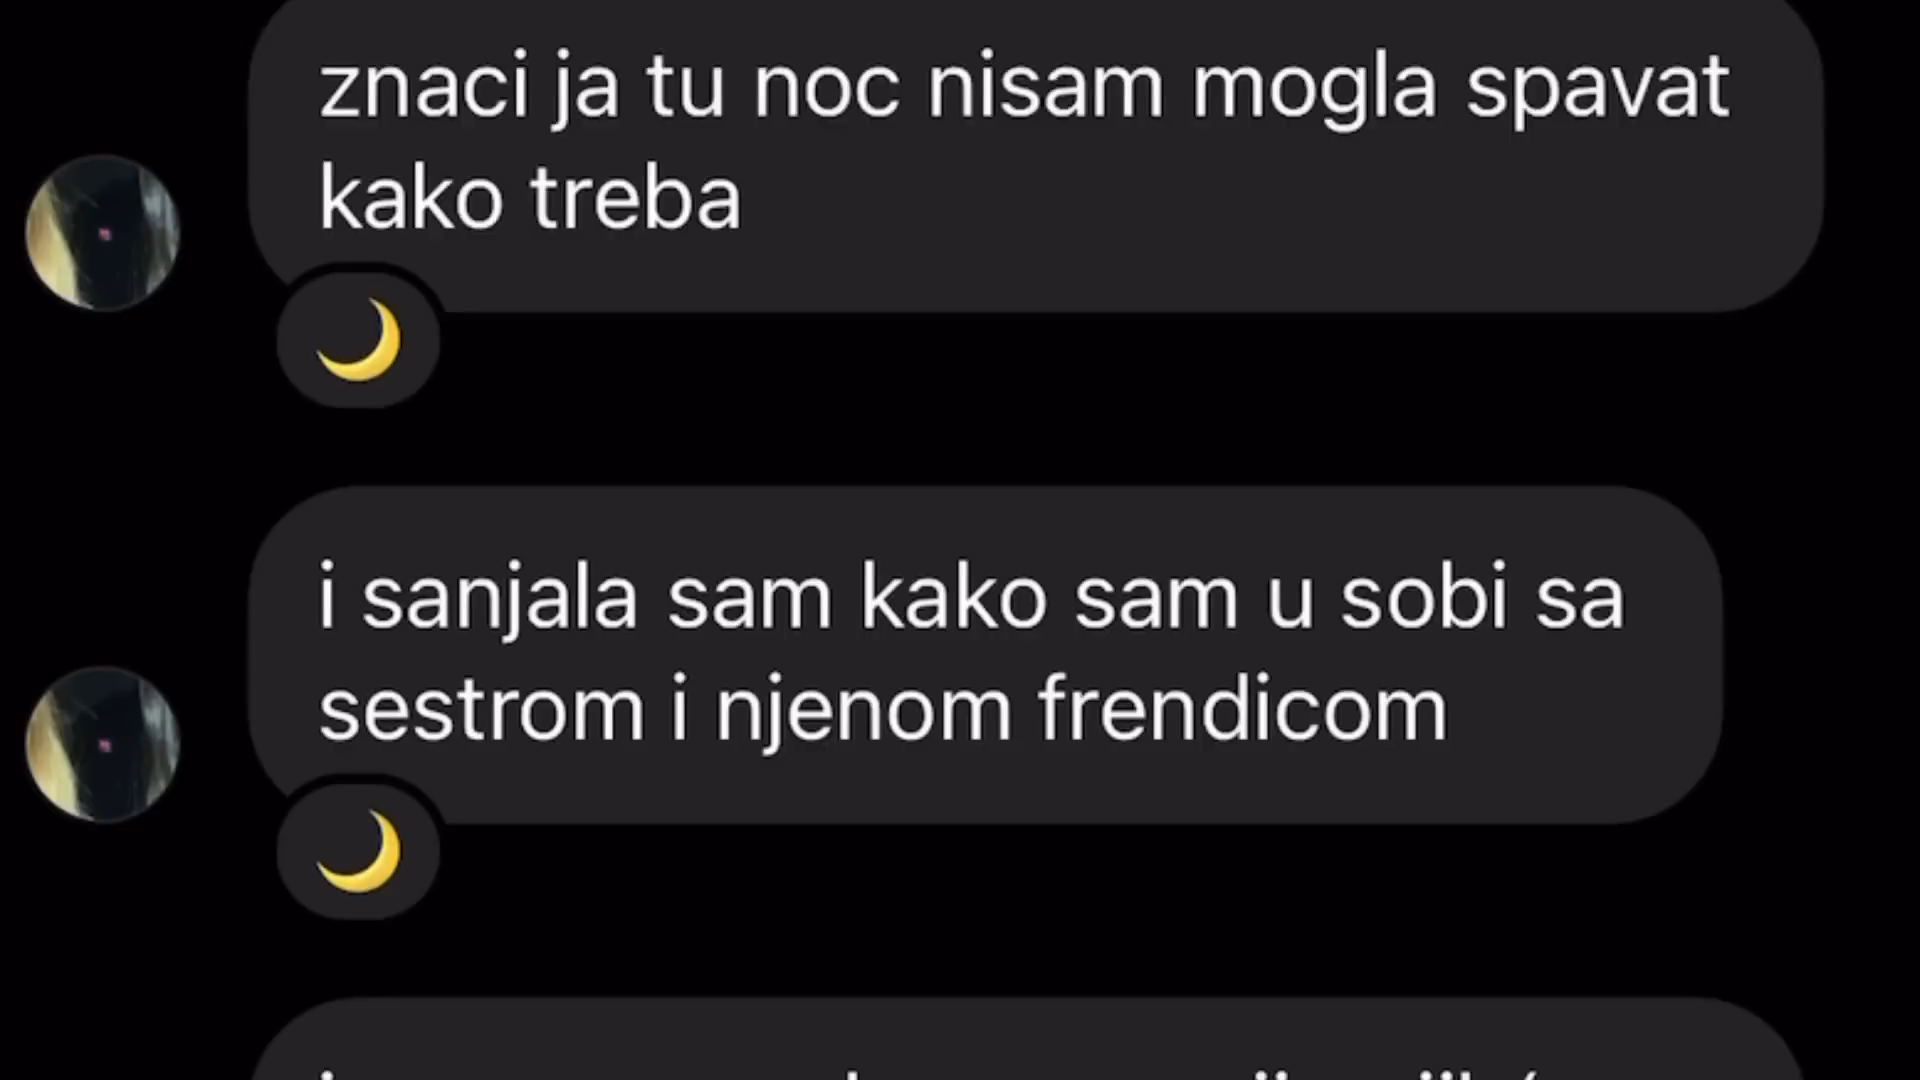 znaci ja tu noc nisam mogla spavat
kako treba
i sanjala sam kako sam u sobi sa
sestrom i njenom frendicom